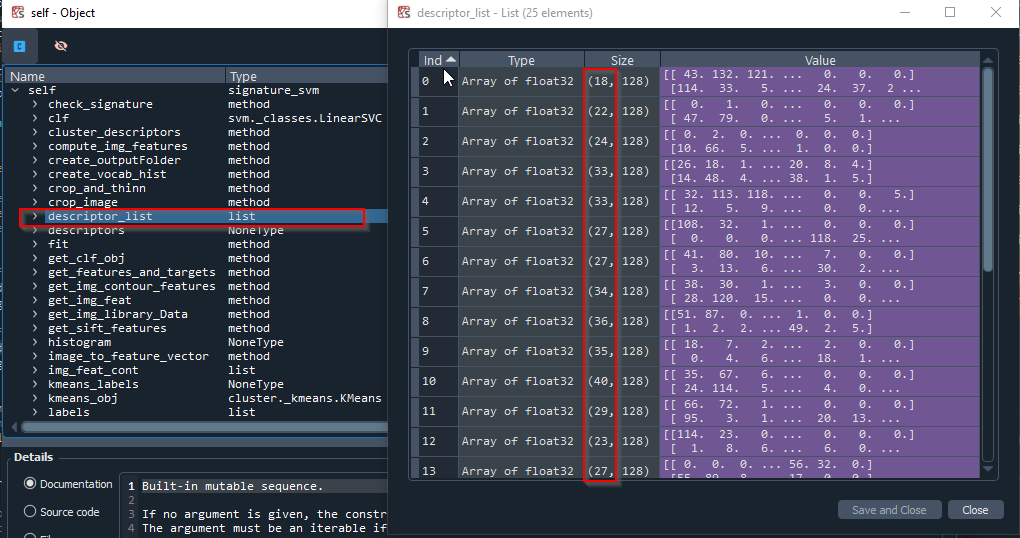 self - Object
Name Type
self signature_svm
check_signature method
clf svm._classes.LinearSVC
cluster_descriptors method
compute_img_features method
create_outputFolder method
create_vocab_hist method
crop_and_thinn method
crop_image method
descriptor_list list
descriptors NoneType
fit method
get_clf_obj method
get_features_and_targets method
get_img_contour_features method
get_img_feat method
get_img_library_Data method
get_sift_features method
histogram NoneType
image_to_feature_vector method
img_feat_cont list
kmeans_labels NoneType
kmeans_obj cluster._kmeans.KMeans
labels list
Details
Documentation
Source code
1 Built-in mutable sequence.
2
3 If no argument is given, the constr
4 The argument must be an iterable if
descriptor_list - List (25 elements)
Ind Type Size Value
0 Array of float32 (18, 128) [[ 43. 132. 121. ... 0. 0. 0.]
[114. 33. 5. ... 24. 37. 2 ...
1 Array of float32 (22, 128) [[ 0. 1. 0. ... 0. 0. 0.]
[ 47. 79. 0. ... 5. 1. ...
2 Array of float32 (24, 128) [[ 0. 2. 0. ... 0. 0. 0.]
[10. 66. 5. ... 1. 0. 0.]
3 Array of float32 (33, 128) [[26. 18. 1. ... 20. 8. 4.]
[14. 48. 4. ... 38. 1. 5.]
4 Array of float32 (33, 128) [[ 32. 113. 118. ... 0. 0. 5.]
[ 12. 5. 9. ... 0. 0. ...
5 Array of float32 (27, 128) [[108. 32. 1. ... 0. 0. 0.]
[ 0. 0. 0. ... 118. 25. ...
6 Array of float32 (27, 128) [[ 41. 80. 10. ... 7. 0. 0.]
[ 3. 13. 6. ... 30. 2. ...
7 Array of float32 (34, 128) [[ 38. 30. 1. ... 3. 0. 0.]
[ 28. 120. 15. ... 0. 0. ...
8 Array of float32 (36, 128) [[51. 87. 0. ... 1. 0. 0.]
[ 1. 2. 2. ... 49. 2. 5.]
9 Array of float32 (35, 128) [[ 18. 7. 2. ... 2. 0. 0.]
[ 0. 4. 6. ... 18. 1. ...
10 Array of float32 (40, 128) [[ 35. 67. 6. ... 0. 0. 0.]
[ 24. 114. 5. ... 4. 0. ...
11 Array of float32 (29, 128) [[ 66. 72. 1. ... 0. 0. 0.]
[ 95. 3. 1. ... 20. 13. ...
12 Array of float32 (23, 128) [[114. 23. 0. ... 0. 0. 0.]
[ 1. 8. 6. ... 6. 0. ...
13 Array of float32 (27, 128) [[ 0. 0. 0. ... 56. 32. 0.]
Save and Close Close